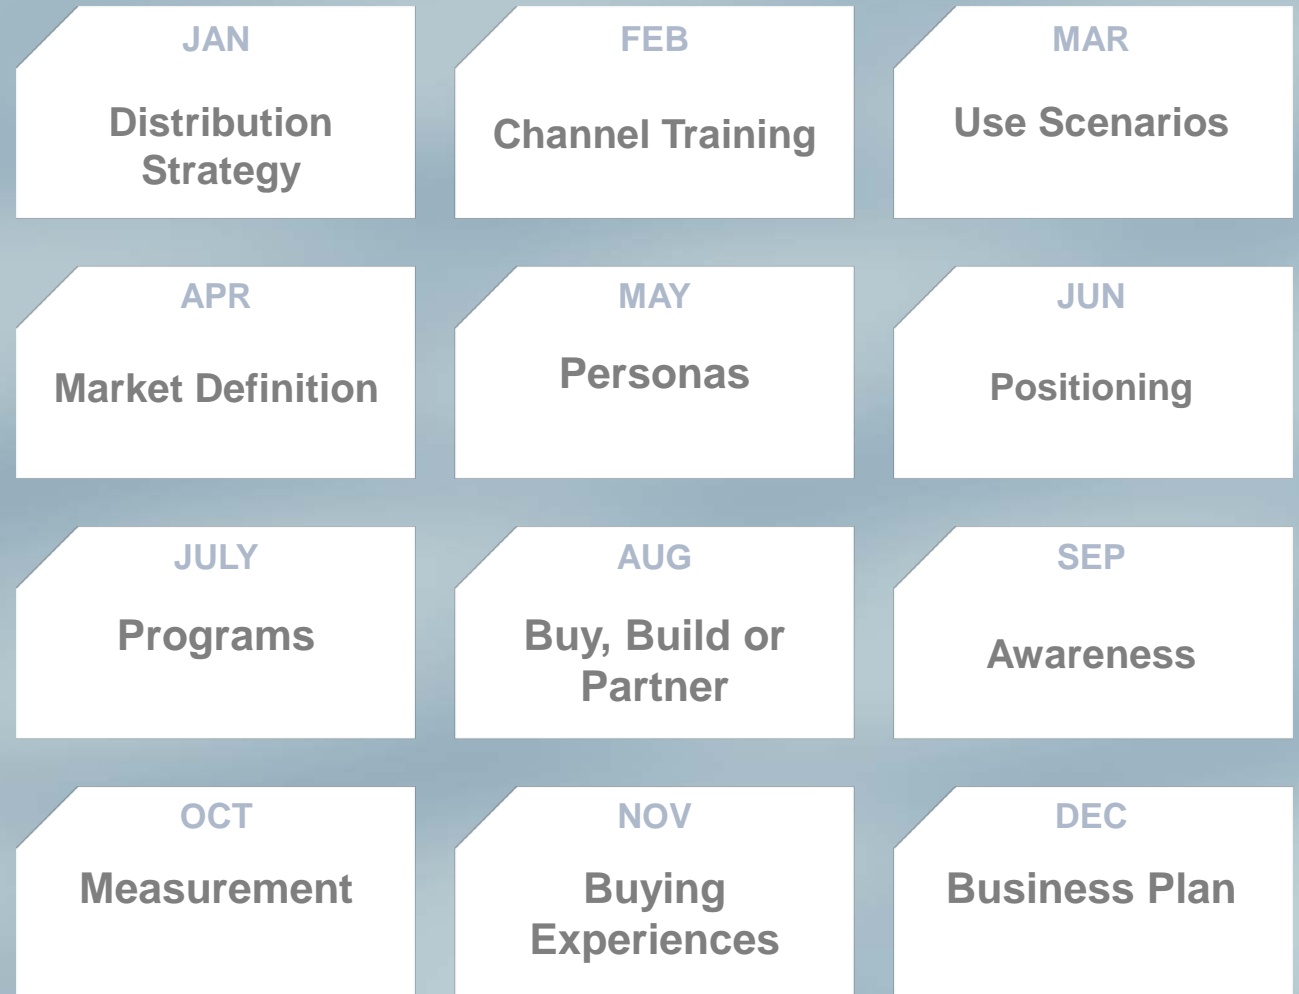 JAN
Distribution
Strategy
FEB
Channel Training
MAR
Use Scenarios
APR
Market Definition
MAY
Personas
JUN
Positioning
JULY
Programs
AUG
Buy, Build or
Partner
SEP
Awareness
OCT
Measurement
NOV
Buying
Experiences
DEC
Business Plan